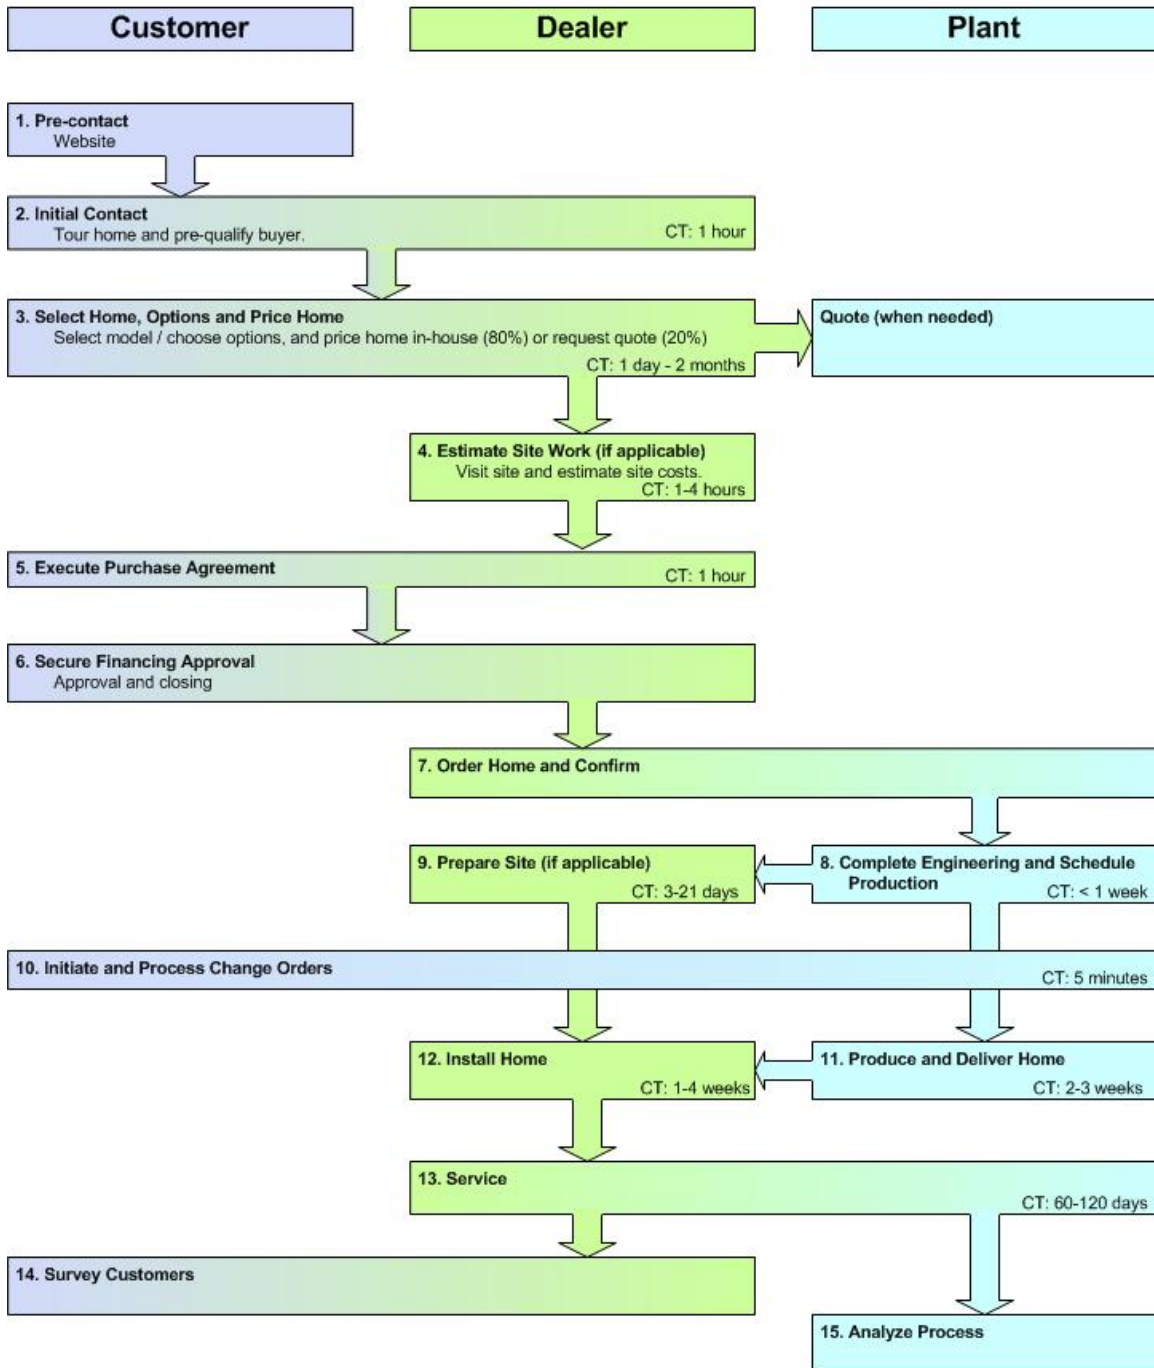 Customer
Dealer
Plant
1. Pre-contact
Website
2. Initial Contact
Tour home and pre-qualify buyer.
CT: 1 hour
3. Select Home, Options and Price Home
Select model / choose options, and price home in-house (80%) or request quote (20%)
CT: 1 day - 2 months
Quote (when needed)
4. Estimate Site Work (if applicable)
Visit site and estimate site costs.
CT: 1-4 hours
5. Execute Purchase Agreement
CT: 1 hour
6. Secure Financing Approval
Approval and closing
7. Order Home and Confirm
9. Prepare Site (if applicable)
CT: 3-21 days
8. Complete Engineering and Schedule
Production
CT: < 1 week
10. Initiate and Process Change Orders
CT: 5 minutes
12. Install Home
CT: 1-4 weeks
11. Produce and Deliver Home
CT: 2-3 weeks
13. Service
CT: 60-120 days
14. Survey Customers
15. Analyze Process